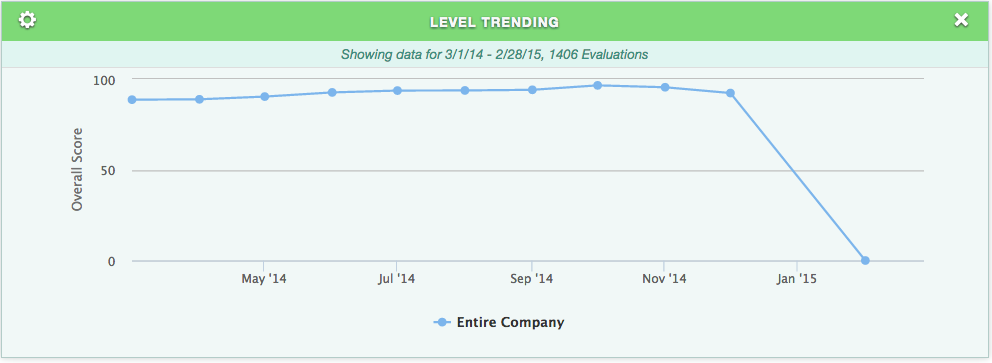 LEVEL TRENDING
Showing data for 3/1/14 - 2/28/15, 1406 Evaluations
100
50
0
Overall Score
May '14
Jul '14
Sep '14
Nov '14
Jan '15
Entire Company